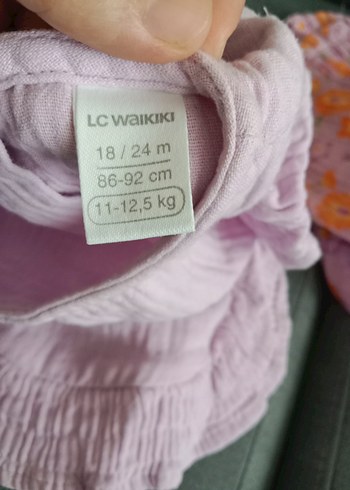 LC WAIKIKI
18 / 24 m
86-92 cm
11-12,5 kg